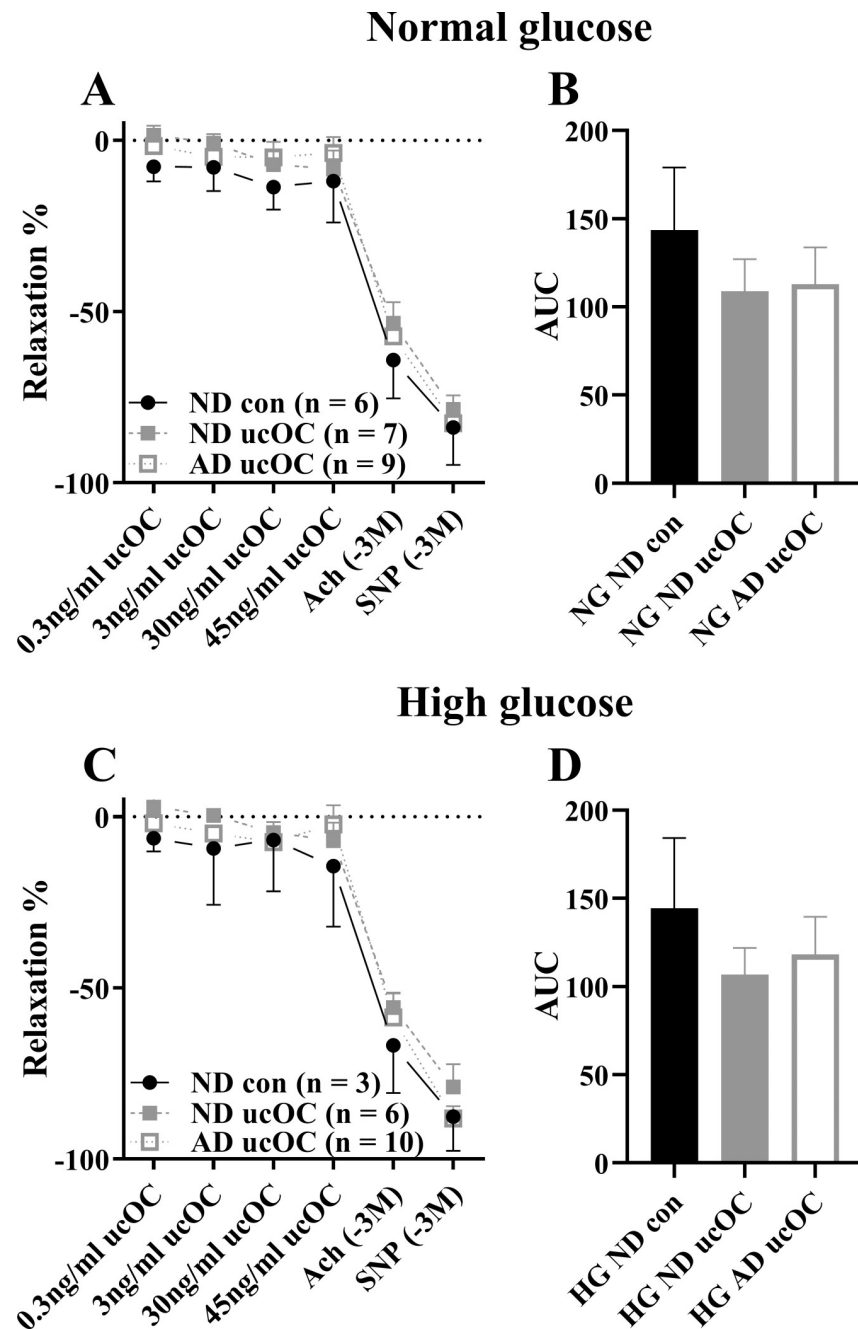 Normal glucose
A
B
Relaxation %
0
-50
-100
ND con (n = 6)
ND ucOC (n = 7)
AD ucOC (n = 9)
0.3ng/ml ucOC
3ng/ml ucOC
30ng/ml ucOC
45ng/ml ucOC
Ach (-3M)
SNP (-3M)
AUC
200
150
100
50
0
NG ND con
NG ND ucOC
NG AD ucOC
High glucose
C
D
Relaxation %
0
-50
-100
ND con (n = 3)
ND ucOC (n = 6)
AD ucOC (n = 10)
0.3ng/ml ucOC
3ng/ml ucOC
30ng/ml ucOC
45ng/ml ucOC
Ach (-3M)
SNP (-3M)
AUC
200
150
100
50
0
HG ND con
HG ND ucOC
HG AD ucOC